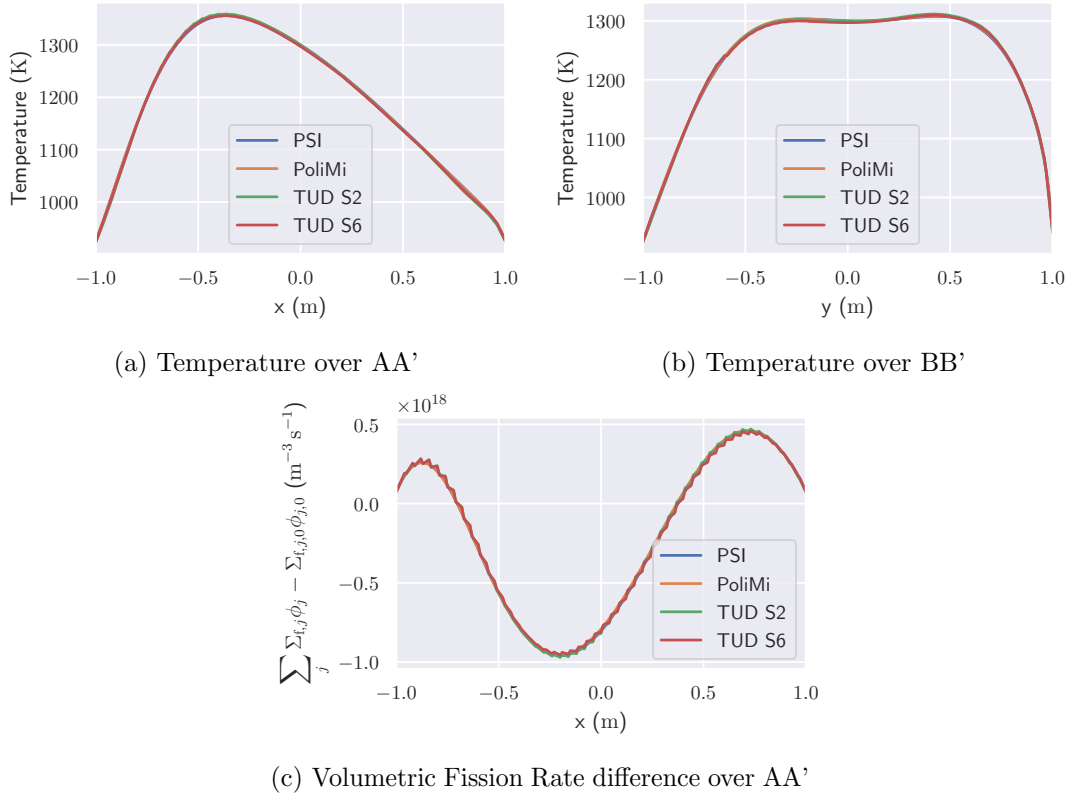 Temperature (K)
1300
1200
1100
1000
−1.0 −0.5 0.0 0.5 1.0
x (m)
PSI
PoliMi
TUD S2
TUD S6
(a) Temperature over AA’
Temperature (K)
1300
1200
1100
1000
−1.0 −0.5 0.0 0.5 1.0
y (m)
PSI
PoliMi
TUD S2
TUD S6
(b) Temperature over BB’
∑_j Σ_{f,j} ϕ_j − Σ_{f,j,0} ϕ_{j,0} (m⁻³ s⁻¹)
×10¹⁸
0.5
0.0
−0.5
−1.0
−1.0 −0.5 0.0 0.5 1.0
x (m)
PSI
PoliMi
TUD S2
TUD S6
(c) Volumetric Fission Rate difference over AA’